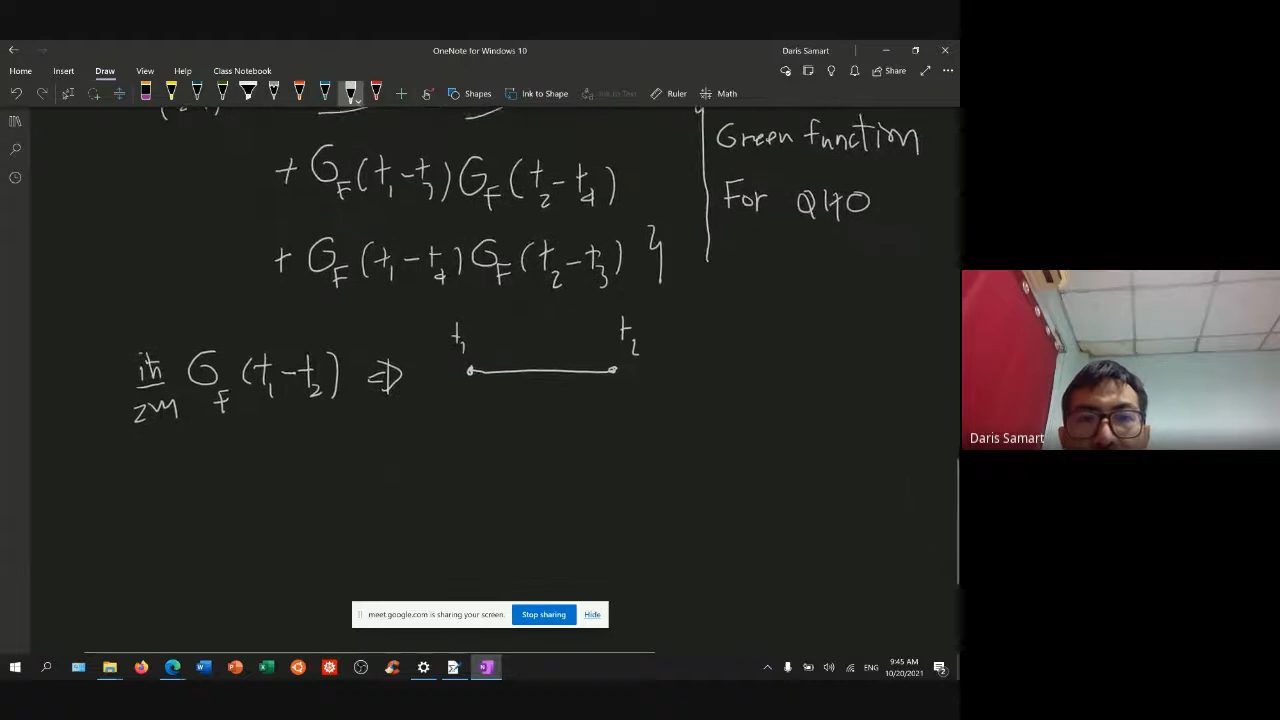 OneNote for Windows 10
Daris Samart
Home Insert Draw View Help Class Notebook
Share
Shapes Ink to Shape Ink to Text Ruler Math
Green function
For QHO
+ G_F(t_1-t_3)G_F(t_2-t_4)
+ G_F(t_1-t_4)G_F(t_2-t_3)}
iħ/2m G_F(t_1-t_2) ⇒
t_1 t_2
Daris Samart
meet.google.com is sharing your screen. Stop sharing Hide
ENG
9:45 AM
10/20/2021